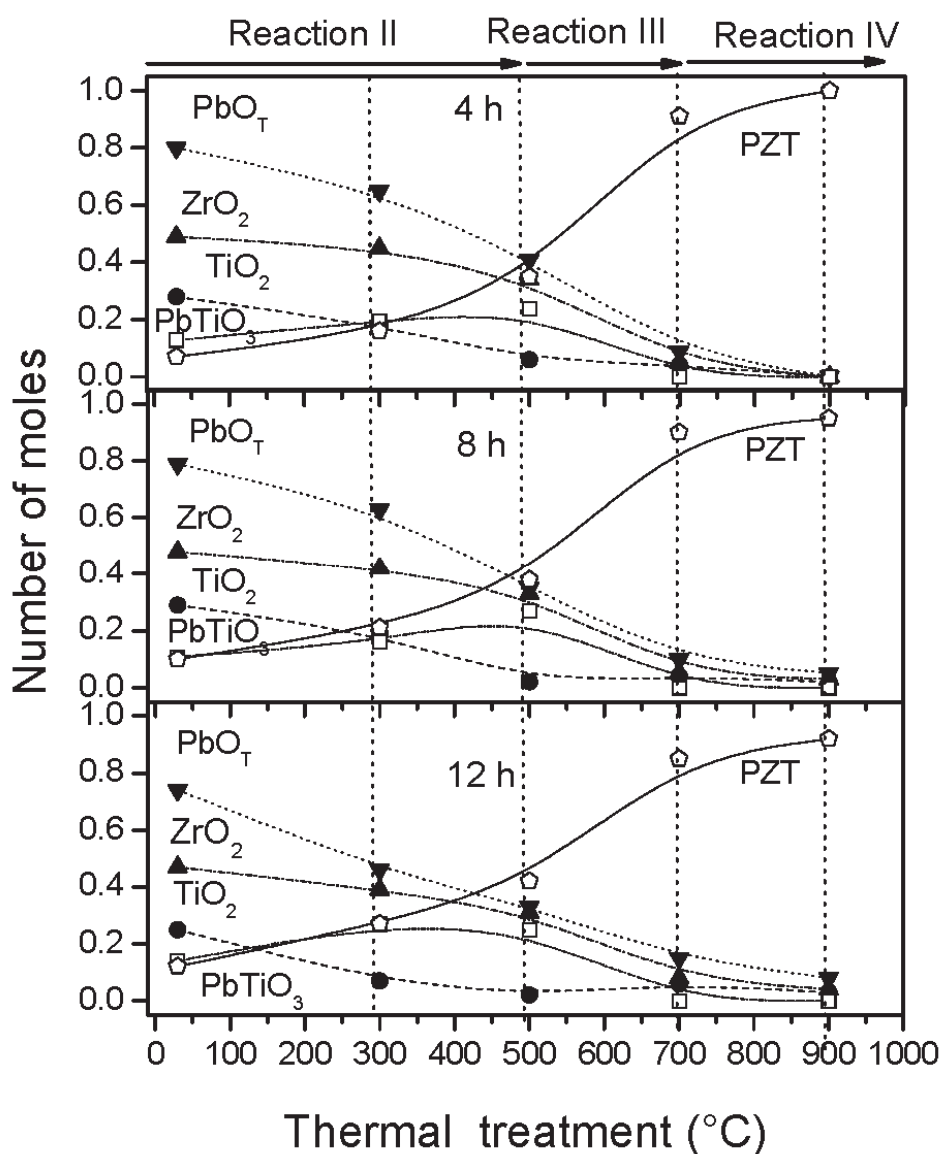 Reaction II Reaction III Reaction IV
1.0
PbO_T 4 h
0.8 PZT
ZrO_2
0.6
TiO_2
0.4
PbTiO_3
0.2
0.0
1.0
PbO_T 8 h
0.8 PZT
ZrO_2
0.6
TiO_2
0.4
PbTiO_3
0.2
0.0
1.0
PbO_T 12 h
0.8 PZT
0.6
ZrO_2
0.4
TiO_2
0.2
PbTiO_3
0.0
Number of moles
0 100 200 300 400 500 600 700 800 900 1000
Thermal treatment (°C)